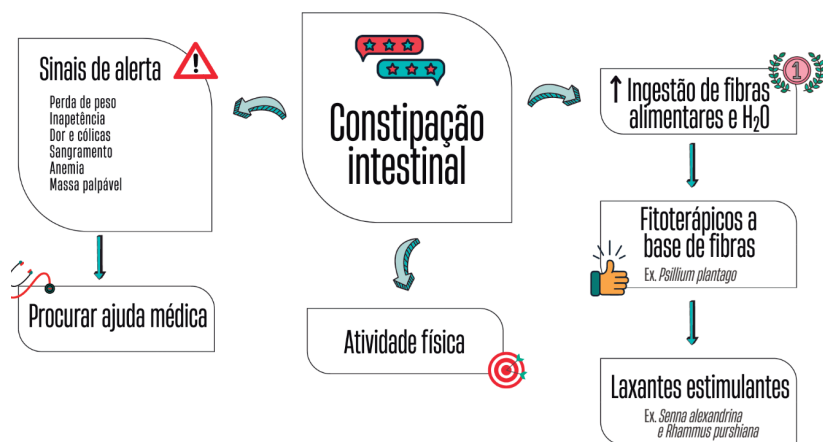 Constipação
intestinal
Sinais de alerta
Perda de peso
Inapetência
Dor e cólicas
Sangramento
Anemia
Massa palpável
Procurar ajuda médica
Atividade física
1
↑ Ingestão de fibras
alimentares e H₂O
Fitoterápicos a
base de fibras
Ex. Psillium plantago
Laxantes estimulantes
Ex. Senna alexandrina
e Rhammus purshiana